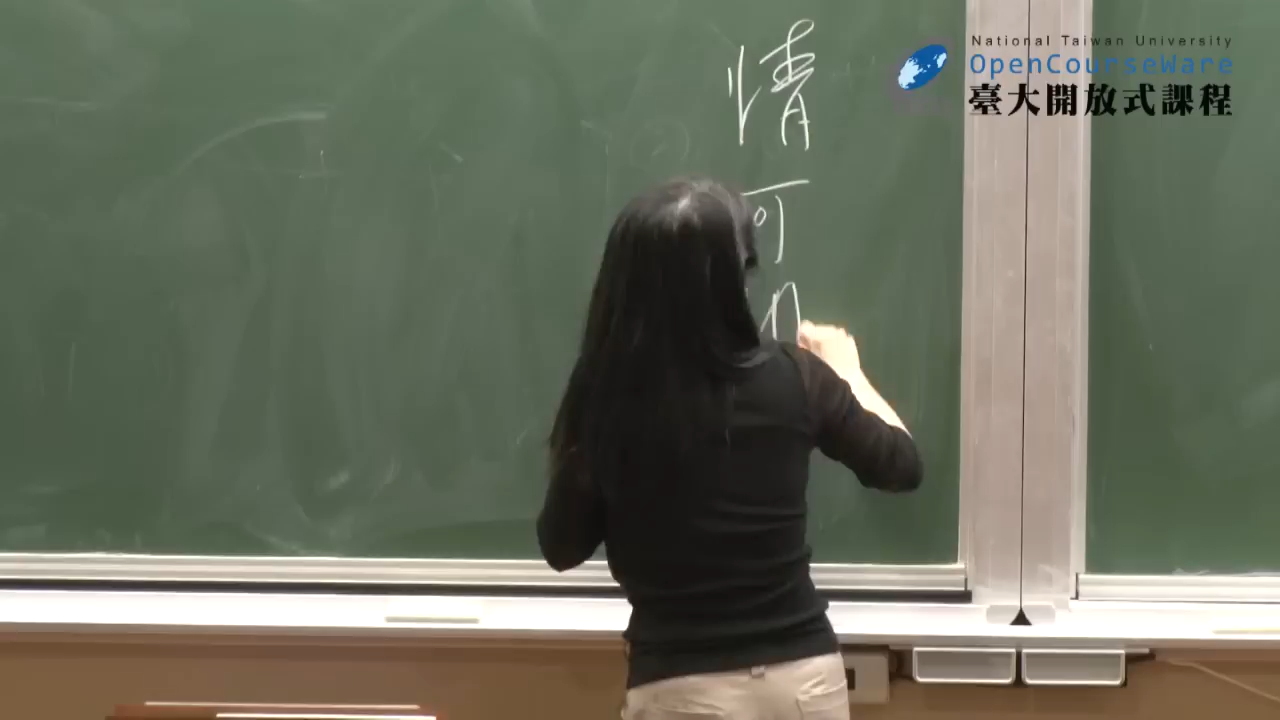 情可
National Taiwan University
OpenCourseWare
臺大開放式課程